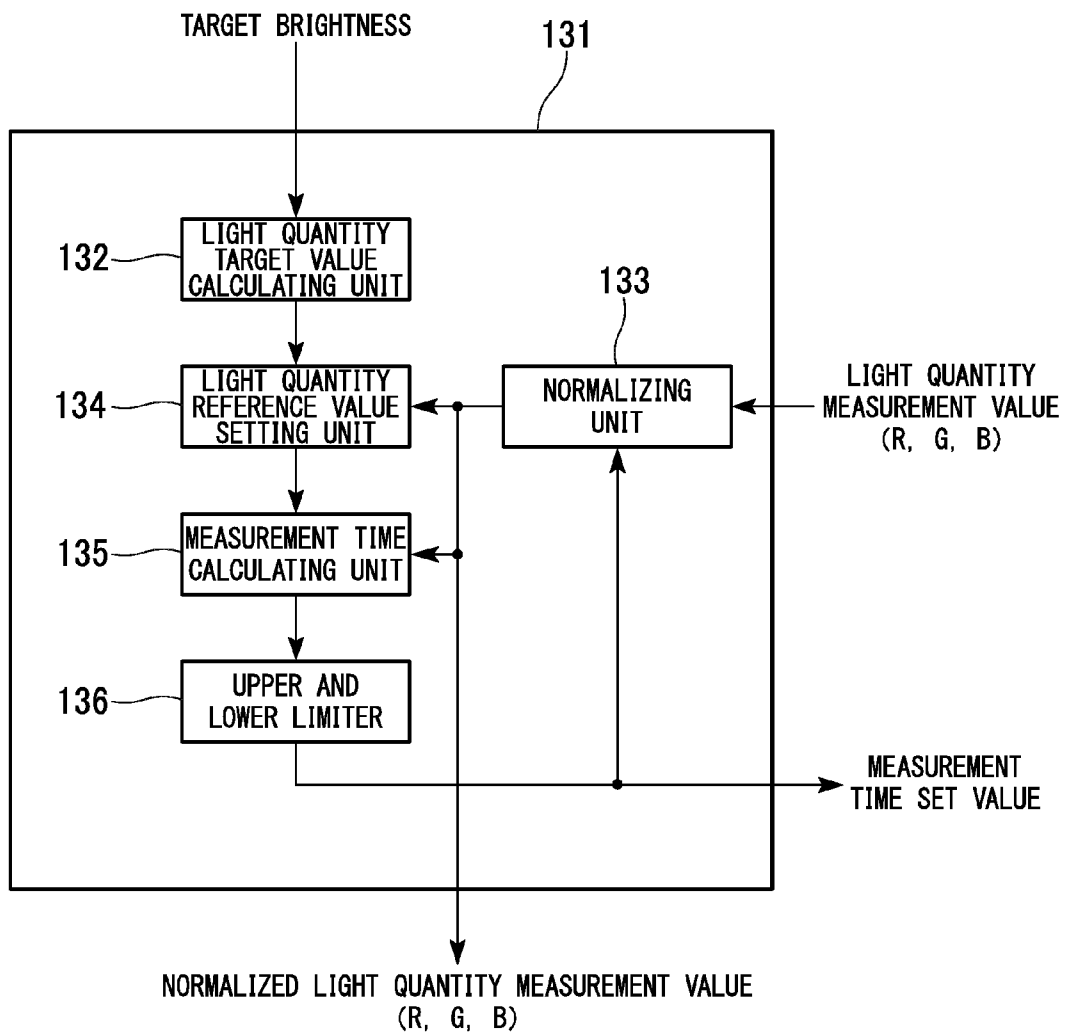 TARGET BRIGHTNESS
131
132
LIGHT QUANTITY
TARGET VALUE
CALCULATING UNIT
133
134
LIGHT QUANTITY
REFERENCE VALUE
SETTING UNIT
NORMALIZING
UNIT
LIGHT QUANTITY
MEASUREMENT VALUE
(R, G, B)
135
MEASUREMENT TIME
CALCULATING UNIT
136
UPPER AND
LOWER LIMITER
MEASUREMENT
TIME SET VALUE
NORMALIZED LIGHT QUANTITY MEASUREMENT VALUE
(R, G, B)